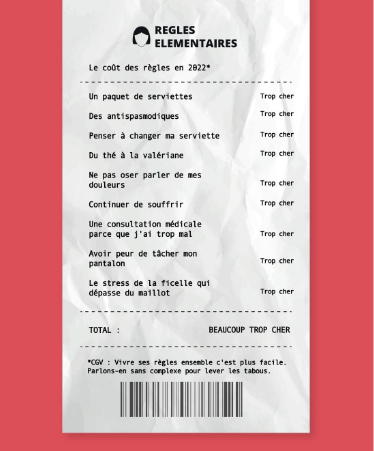 REGLES
ELEMENTAIRES
Le coût des règles en 2022*
Un paquet de serviettes Trop cher
Des antispasmodiques Trop cher
Penser à changer ma serviette Trop cher
Du thé à la valériane Trop cher
Ne pas oser parler de mes
douleurs Trop cher
Continuer de souffrir Trop cher
Une consultation médicale
parce que j'ai trop mal Trop cher
Avoir peur de tâcher mon
pantalon Trop cher
Le stress de la ficelle qui
dépasse du maillot Trop cher
TOTAL : BEAUCOUP TROP CHER
*CGV : Vivre ses règles ensemble c'est plus facile.
Parlons-en sans complexe pour lever les tabous.